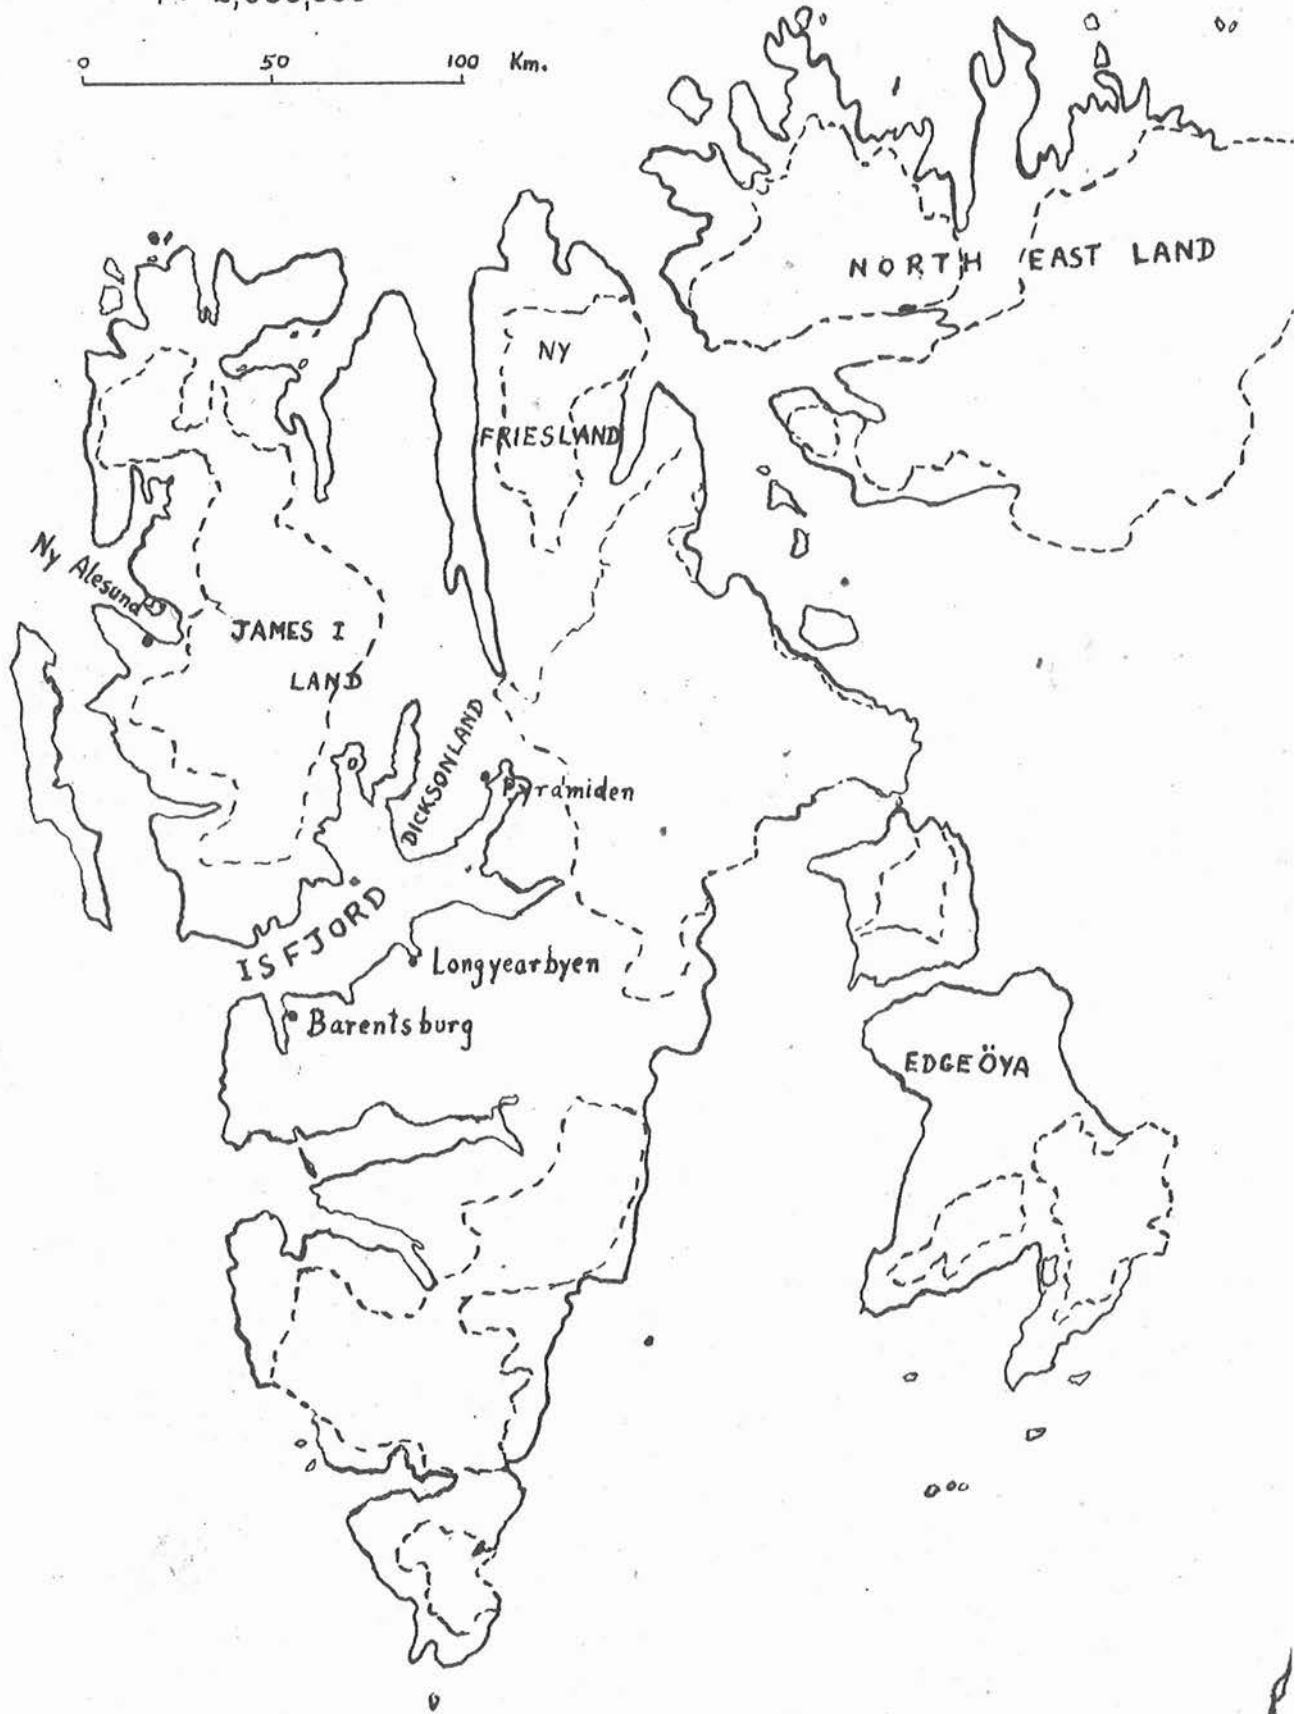 0 50 100 Km.
NORTH EAST LAND
NY
FRIESLAND
Ny Alesund
JAMES I
LAND
DICKSONLAND
Pyramiden
ISFJORD
Longyearbyen
Barentsburg
EDGEÖYA